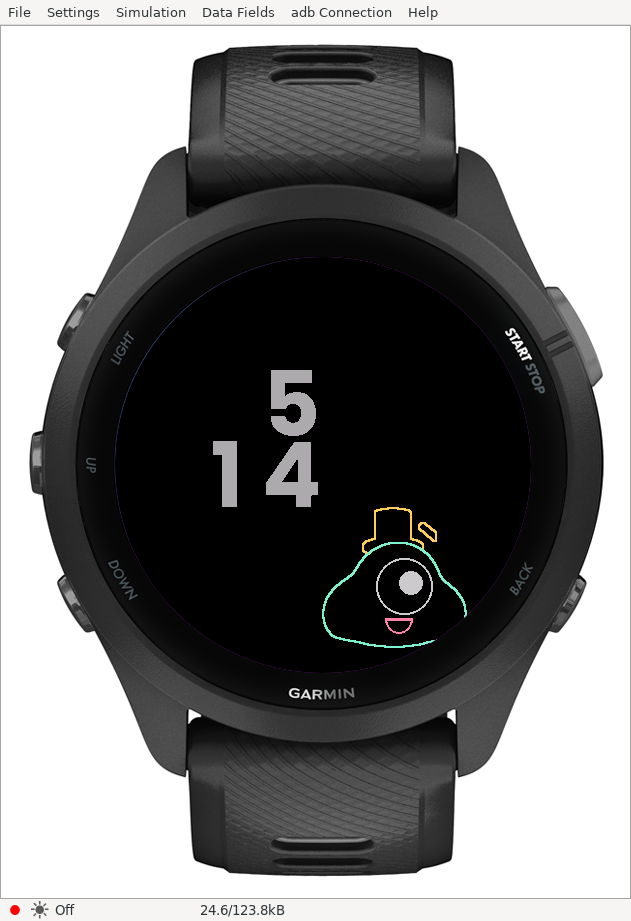 File Settings Simulation Data Fields adb Connection Help
LIGHT
START STOP
5
14
UP
DOWN
BACK
GARMIN
Off 24.6/123.8kB